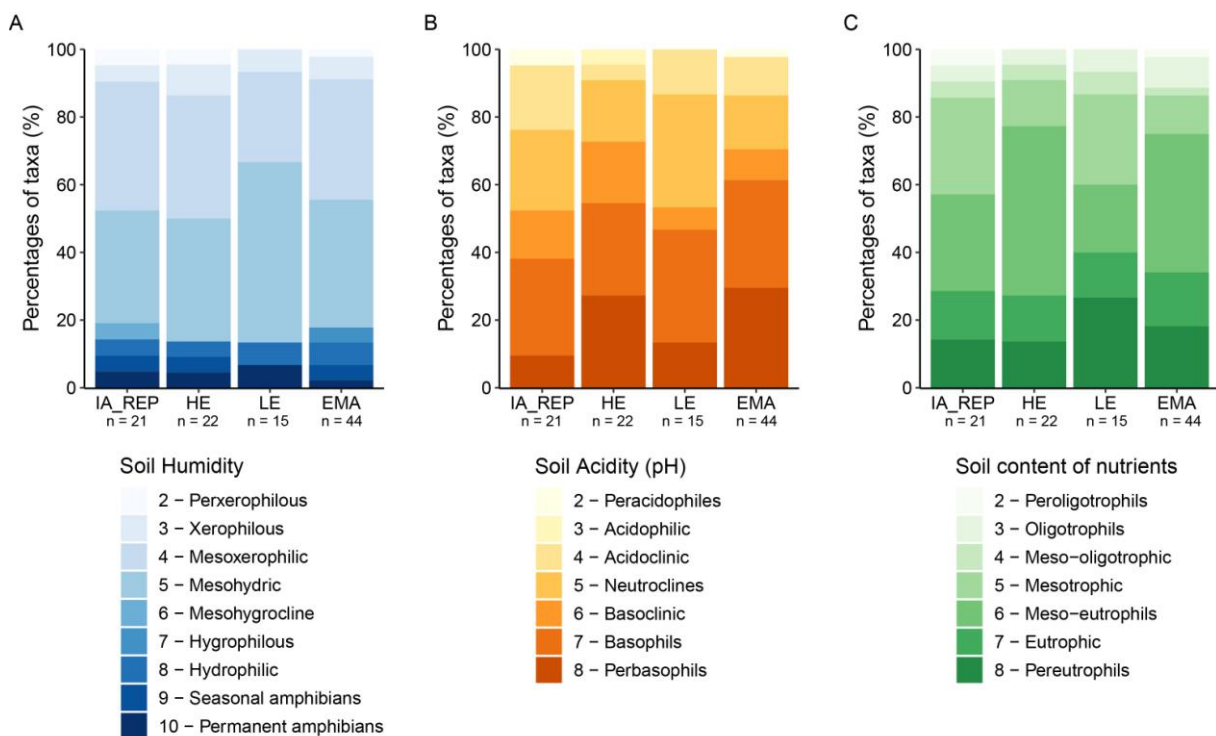 A
Percentages of taxa (%)
100
80
60
40
20
0
IA_REP HE LE EMA
n = 21 n = 22 n = 15 n = 44
Soil Humidity
2 − Perxerophilous
3 − Xerophilous
4 − Mesoxerophilic
5 − Mesohydric
6 − Mesohygrocline
7 − Hygrophilous
8 − Hydrophilic
9 − Seasonal amphibians
10 − Permanent amphibians
B
Percentages of taxa (%)
100
80
60
40
20
0
IA_REP HE LE EMA
n = 21 n = 22 n = 15 n = 44
Soil Acidity (pH)
2 − Peracidophiles
3 − Acidophilic
4 − Acidoclinic
5 − Neutroclines
6 − Basoclinic
7 − Basophils
8 − Perbasophils
C
Percentages of taxa (%)
100
80
60
40
20
0
IA_REP HE LE EMA
n = 21 n = 22 n = 15 n = 44
Soil content of nutrients
2 − Peroligotrophils
3 − Oligotrophils
4 − Meso−oligotrophic
5 − Mesotrophic
6 − Meso−eutrophils
7 − Eutrophic
8 − Pereutrophils